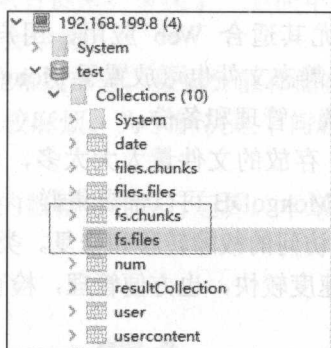 192.168.199.8 (4)
System
test
Collections (10)
System
date
files.chunks
files.files
fs.chunks
fs.files
num
resultCollection
user
usercontent